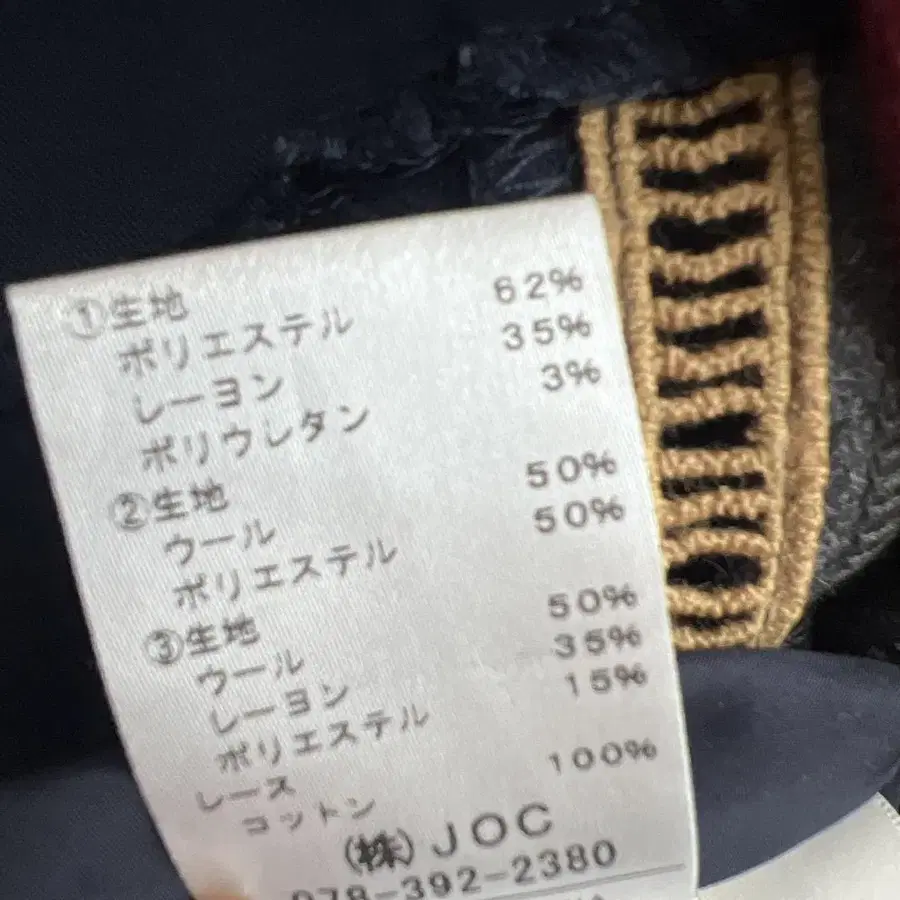 ①生地
ポリエステル 62%
レーヨン 35%
ポリウレタン 3%
②生地
ウール 50%
ポリエステル 50%
③生地
ウール 50%
レーヨン 35%
ポリエステル 15%
レース
コットン 100%
(株)JOC
078-392-2380